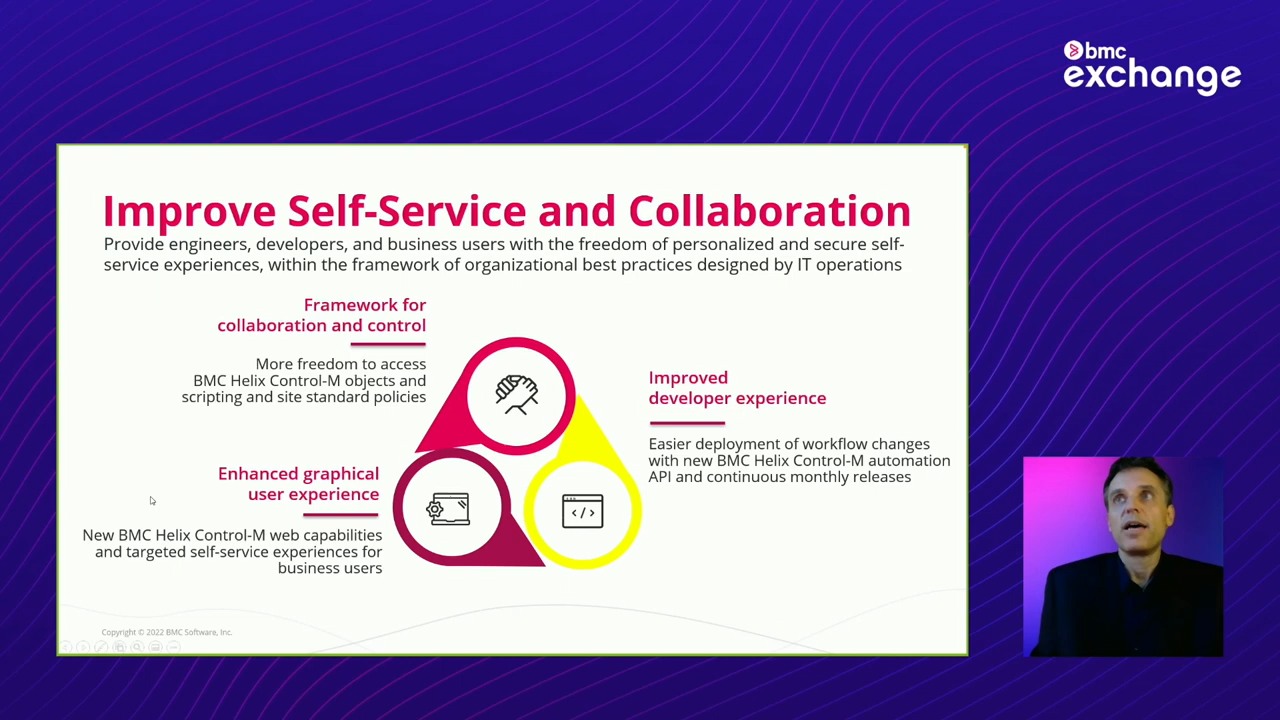 bmc
exchange
Improve Self-Service and Collaboration
Provide engineers, developers, and business users with the freedom of personalized and secure self-
service experiences, within the framework of organizational best practices designed by IT operations
Framework for
collaboration and control
More freedom to access
BMC Helix Control-M objects and
scripting and site standard policies
Improved
developer experience
Easier deployment of workflow changes
with new BMC Helix Control-M automation
API and continuous monthly releases
Enhanced graphical
user experience
New BMC Helix Control-M web capabilities
and targeted self-service experiences for
business users
</>
Copyright © 2022 BMC Software, Inc.